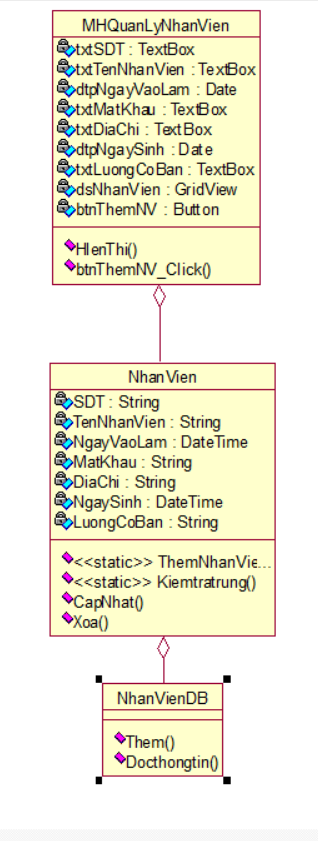 MHQuanLyNhanVien
txtSDT : TextBox
txtTenNhanVien : TextBox
dtpNgayVaoLam : Date
txtMatKhau : TextBox
txtDiaChi : TextBox
dtpNgaySinh : Date
txtLuongCoBan : TextBox
dsNhanVien : GridView
btnThemNV : Button
HIenThi()
btnThemNV_Click()
NhanVien
SDT : String
TenNhanVien : String
NgayVaoLam : DateTime
MatKhau : String
DiaChi : String
NgaySinh : DateTime
LuongCoBan : String
<<static>> ThemNhanVie...
<<static>> Kiemtratrung()
CapNhat()
Xoa()
NhanVienDB
Them()
Docthongtin()